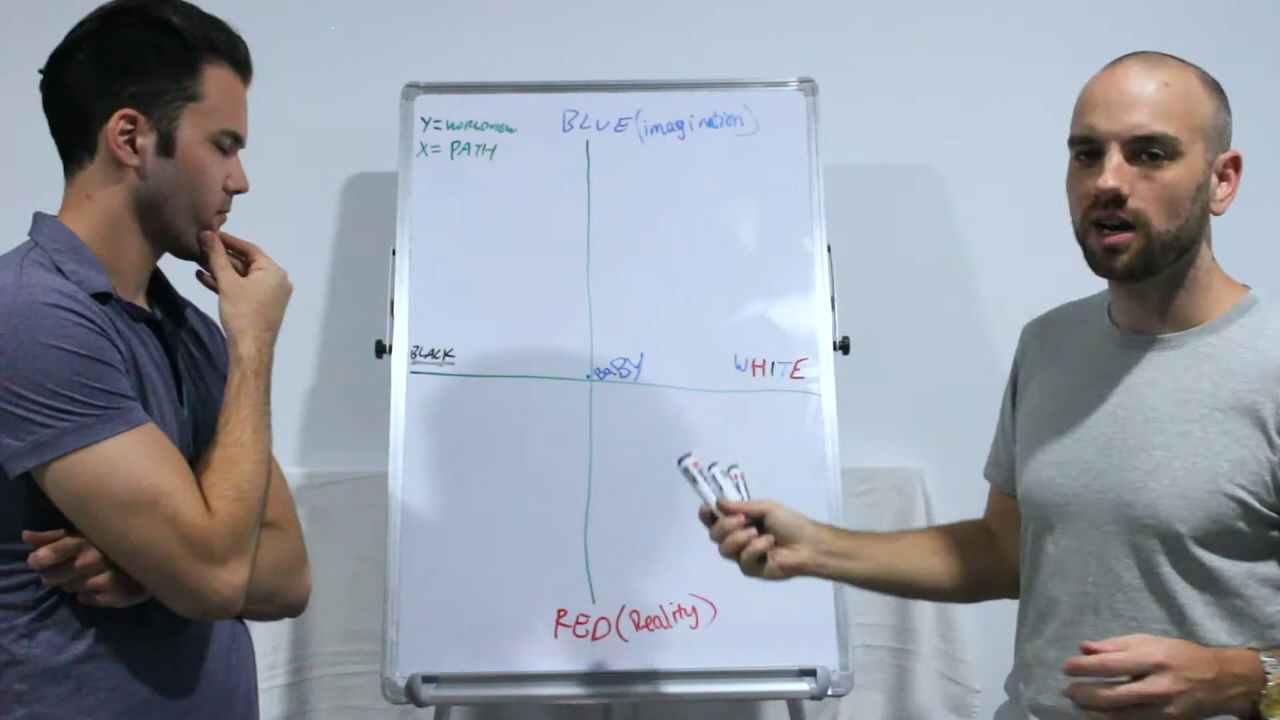 Y=WORLDVIEW BLUE (imagination)
X= PATH
BLACK
BABY
WHITE
RED (Reality)